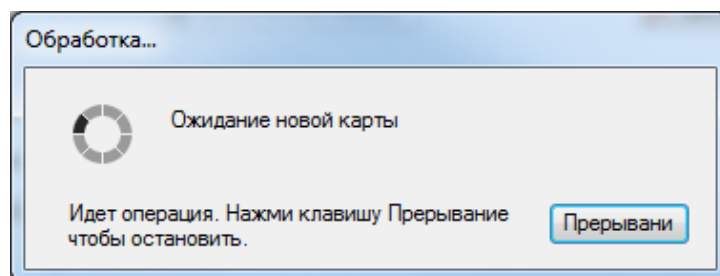 Обработка...
Ожидание новой карты
Идет операция. Нажми клавишу Прерывание
чтобы остановить.
Прерывани